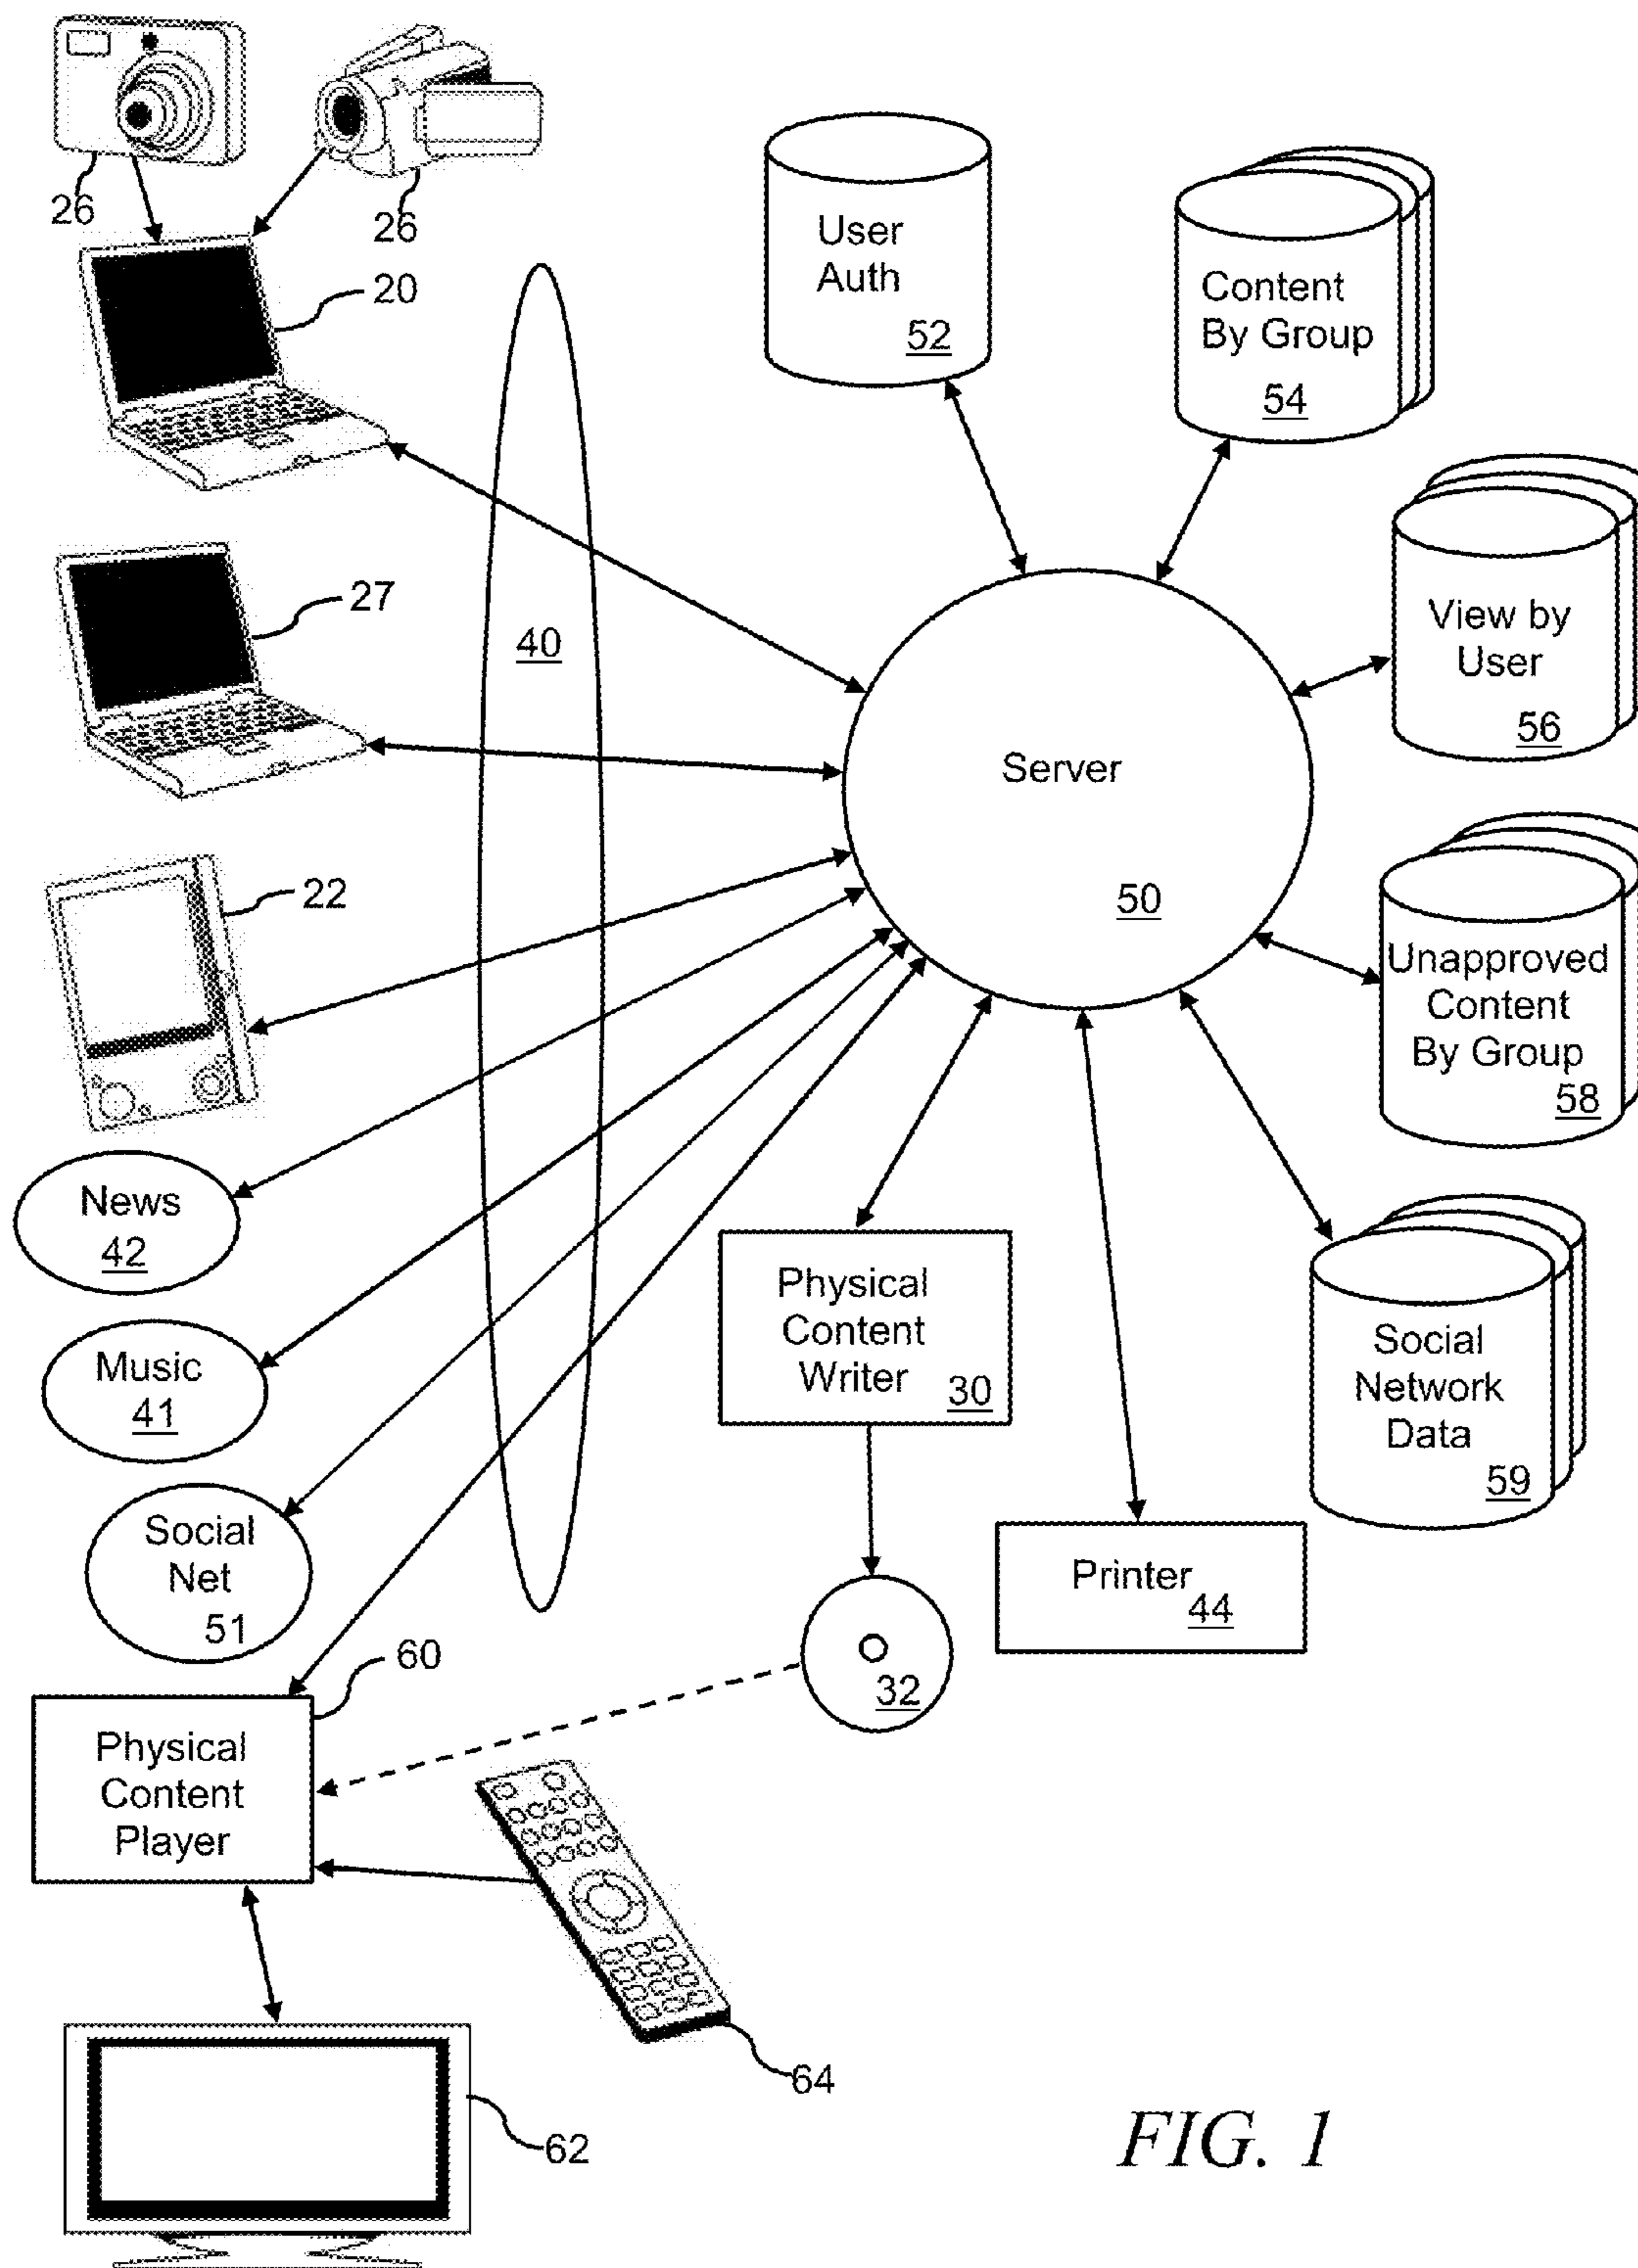 26
26
20
User
Auth
52
Content
By Group
54
27
40
View by
User
56
Server
50
22
Unapproved
Content
By Group
58
News
42
Music
41
Social
Net
51
Physical
Content
Writer
30
Social
Network
Data
59
Printer
44
32
60
Physical
Content
Player
64
62
FIG. 1